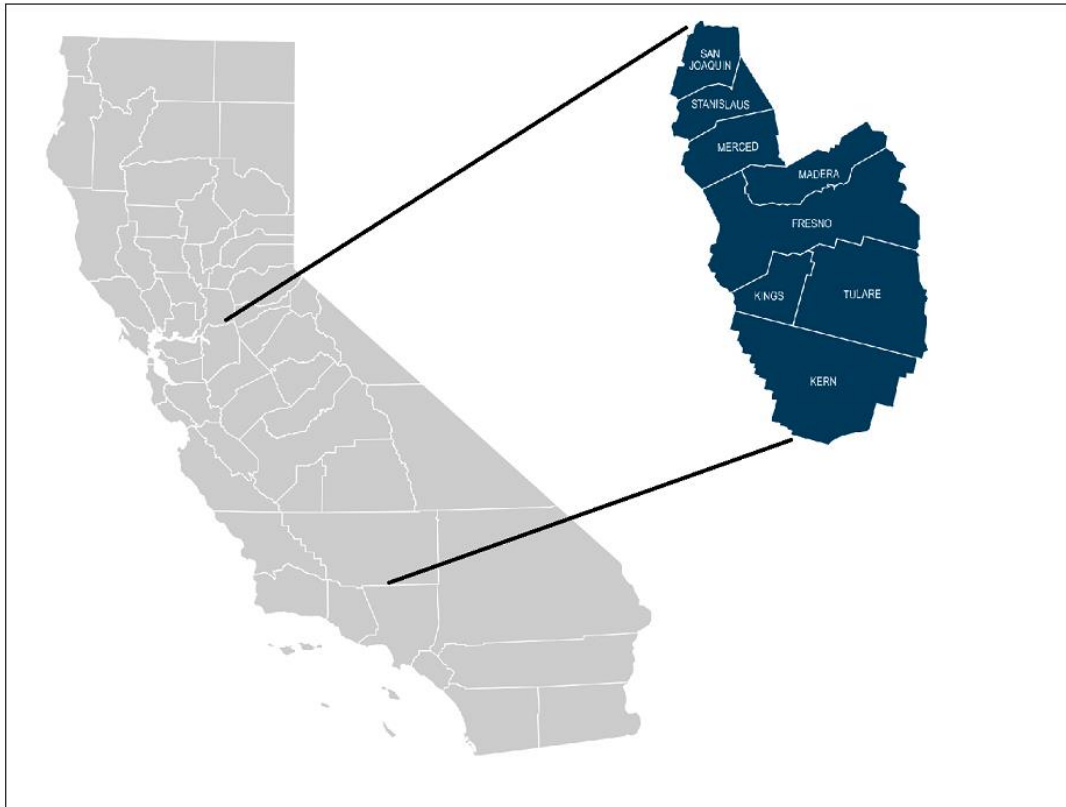 SAN
JOAQUIN
STANISLAUS
MERCED
MADERA
FRESNO
KINGS
TULARE
KERN